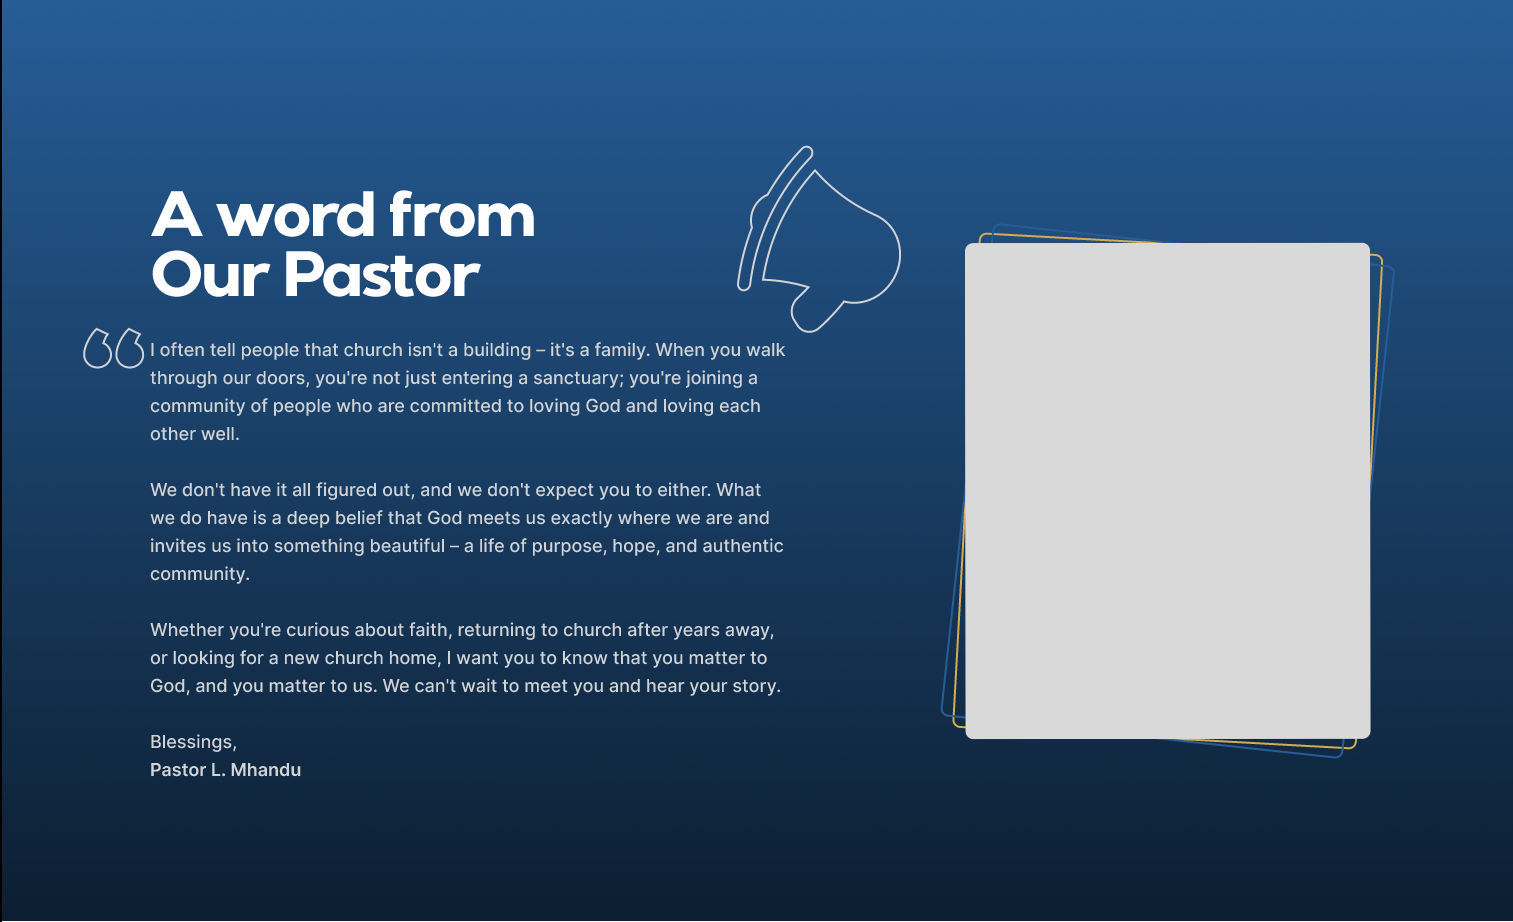 A word from
Our Pastor
I often tell people that church isn't a building – it's a family. When you walk
through our doors, you're not just entering a sanctuary; you're joining a
community of people who are committed to loving God and loving each
other well.
We don't have it all figured out, and we don't expect you to either. What
we do have is a deep belief that God meets us exactly where we are and
invites us into something beautiful – a life of purpose, hope, and authentic
community.
Whether you're curious about faith, returning to church after years away,
or looking for a new church home, I want you to know that you matter to
God, and you matter to us. We can't wait to meet you and hear your story.
Blessings,
Pastor L. Mhandu